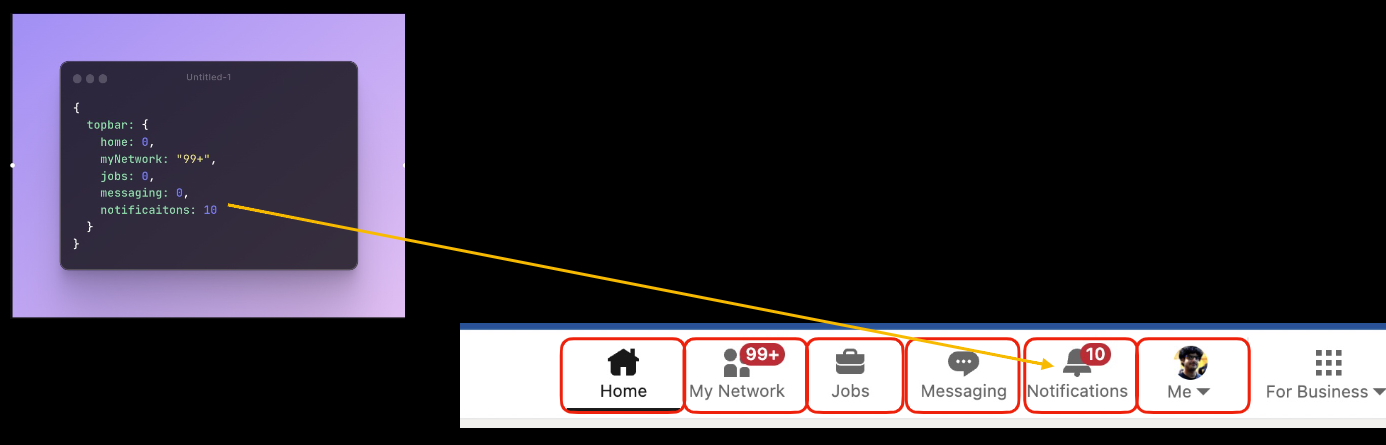 Untitled-1
{
topbar: {
home: 0,
myNetwork: "99+",
jobs: 0,
messaging: 0,
notificaitons: 10
}
}
99+ 10
Home My Network Jobs Messaging Notifications Me For Business